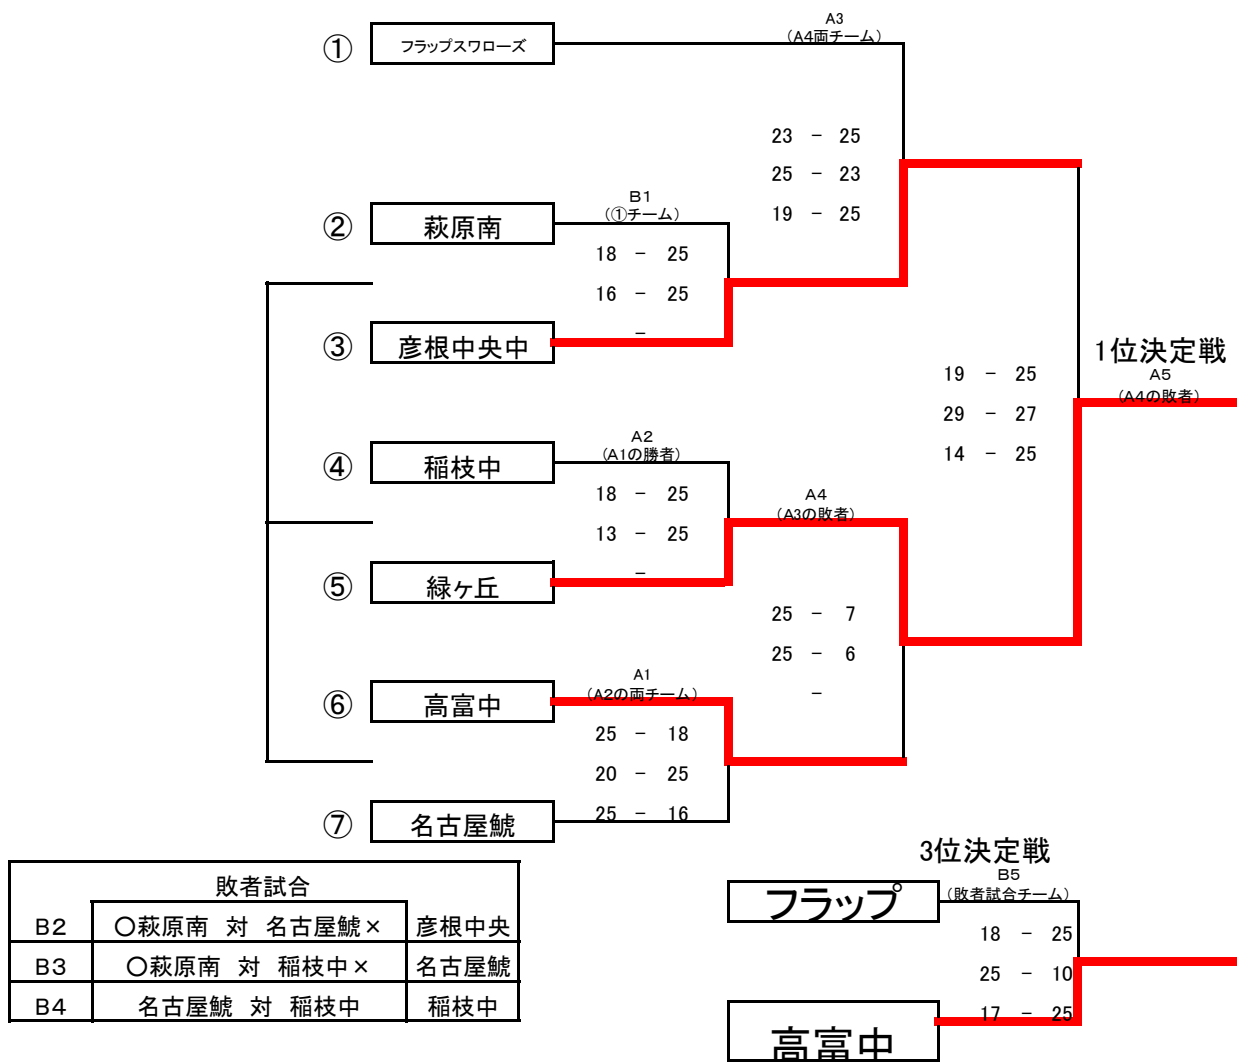 A3
(A4両チーム)
① フラップスワローズ
23 － 25
25 － 23
19 － 25
B1
(①チーム)
② 萩原南
18 － 25
16 － 25
－
③ 彦根中央中
1位決定戦
A5
(A4の敗者)
19 － 25
29 － 27
14 － 25
A2
(A1の勝者)
④ 稲枝中
18 － 25
13 － 25
－
⑤ 緑ヶ丘
A4
(A3の敗者)
25 － 7
25 － 6
－
A1
(A2の両チーム)
⑥ 高富中
25 － 18
20 － 25
25 － 16
⑦ 名古屋鯱
敗者試合
B2 〇萩原南 対 名古屋鯱× 彦根中央
B3 〇萩原南 対 稲枝中× 名古屋鯱
B4 名古屋鯱 対 稲枝中 稲枝中
3位決定戦
B5
(敗者試合チーム)
フラップ
18 － 25
25 － 10
17 － 25
高富中